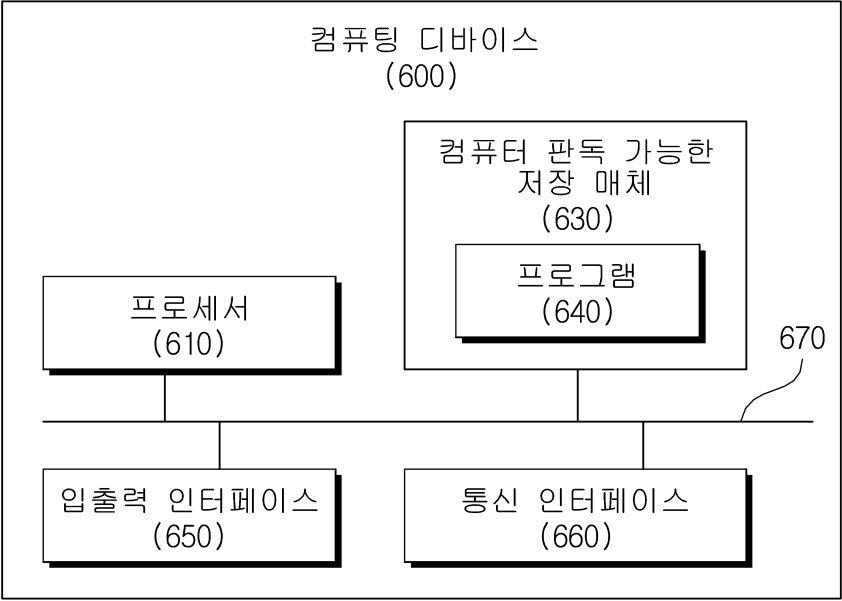 컴퓨팅 디바이스
(600)
컴퓨터 판독 가능한
저장 매체
(630)
프로그램
(640)
프로세서
(610)
670
입출력 인터페이스
(650)
통신 인터페이스
(660)